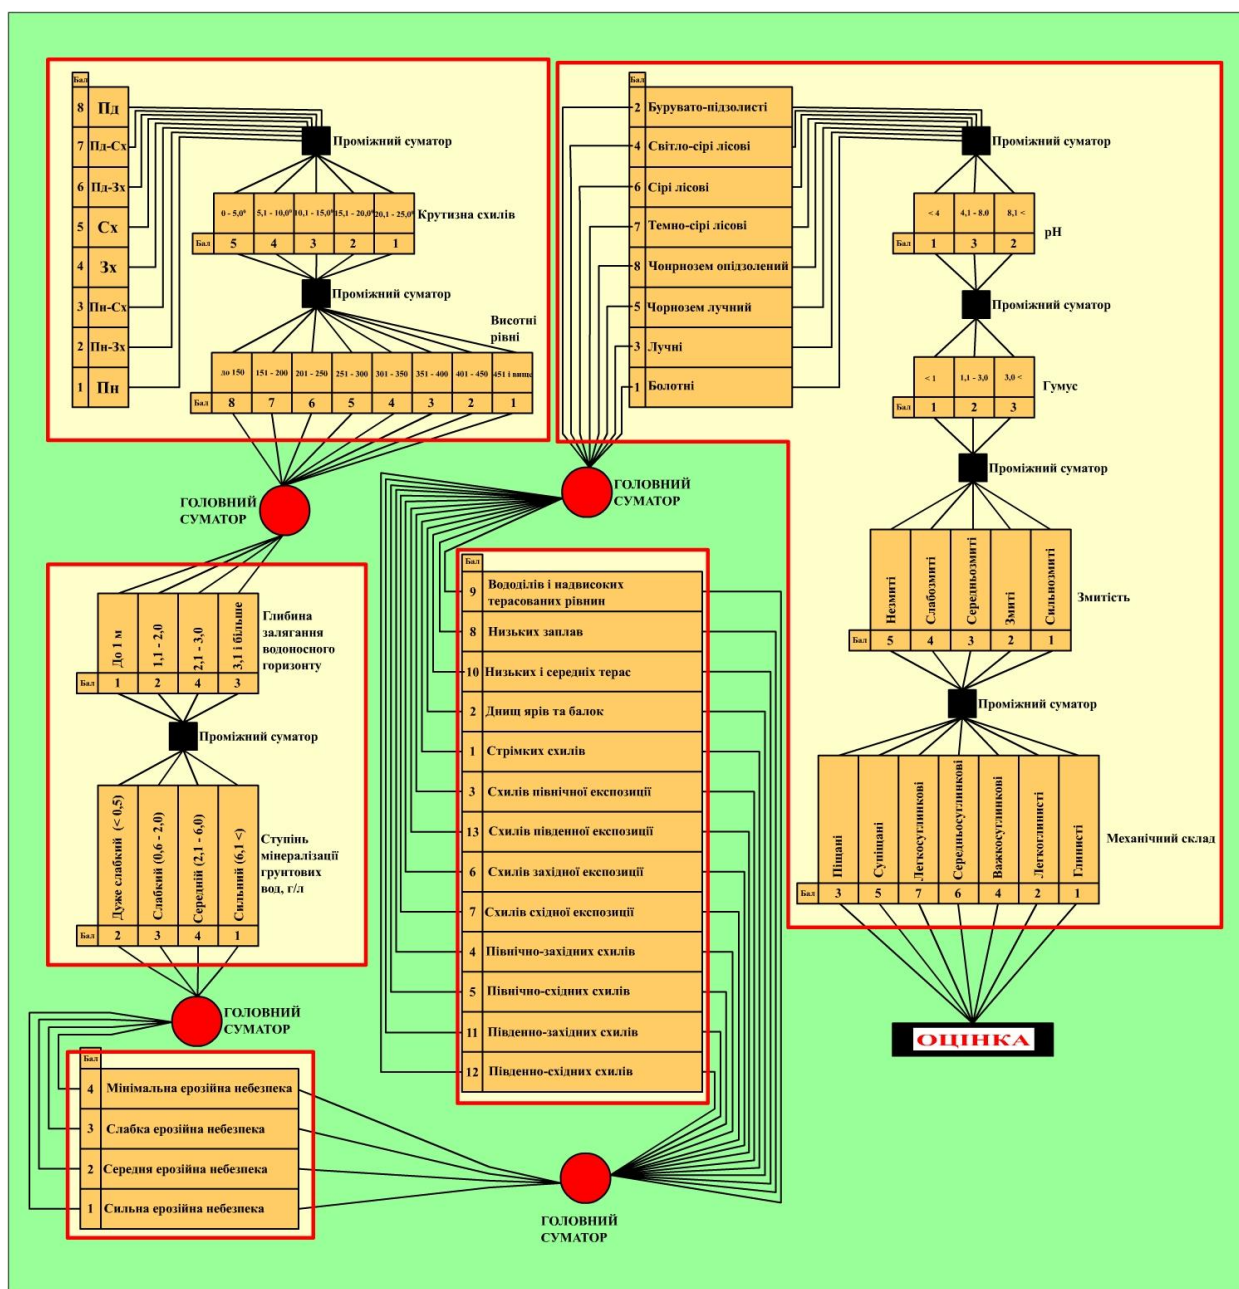 Бал
8 Пд
7 Пд-Сх
6 Пд-Зх
5 Сх
4 Зх
3 Пн-Сх
2 Пн-Зх
1 Пн
Проміжний суматор
0 - 5,0⁰ 5,1 - 10,0⁰ 10,1 - 15,0⁰ 15,1 - 20,0⁰ 20,1 - 25,0⁰
Крутизна схилів
Бал 5 4 3 2 1
Проміжний суматор
Висотні
рівні
до 150 151 - 200 201 - 250 251 - 300 301 - 350 351 - 400 401 - 450 451 і вище
Бал 8 7 6 5 4 3 2 1
ГОЛОВНИЙ
СУМАТОР
До 1 м
1,1 - 2,0
2,1 - 3,0
3,1 і більше
Глибина
залягання
водоносного
горизонту
Бал 1 2 4 3
Проміжний суматор
Дуже слабкий (< 0,5)
Слабкий (0,6 - 2,0)
Середній (2,1 - 6,0)
Сильний (6,1 <)
Ступінь
мінералізації
грунтових
вод, г/л
Бал 2 3 4 1
ГОЛОВНИЙ
СУМАТОР
Бал
4 Мінімальна ерозійна небезпека
3 Слабка ерозійна небезпека
2 Середня ерозійна небезпека
1 Сильна ерозійна небезпека
ГОЛОВНИЙ
СУМАТОР
Бал
9 Вододілів і надвисоких
терасованих рівнин
8 Низьких заплав
10 Низьких і середніх терас
2 Днищ ярів та балок
1 Стрімких схилів
3 Схилів північної експозиції
13 Схилів південної експозиції
6 Схилів західної експозиції
7 Схилів східної експозиції
4 Північно-західних схилів
5 Північно-східних схилів
11 Південно-західних схилів
12 Південно-східних схилів
ГОЛОВНИЙ
СУМАТОР
Бал
2 Бурувато-підзолисті
4 Світло-сірі лісові
6 Сірі лісові
7 Темно-сірі лісові
8 Чонрнозем опідзолений
5 Чорнозем лучний
3 Лучні
1 Болотні
Проміжний суматор
< 4 4,1 - 8.0 8,1 <
pH
Бал 1 3 2
Проміжний суматор
< 1 1,1 - 3,0 3,0 <
Гумус
Бал 1 2 3
Проміжний суматор
Незмиті
Слабозмиті
Середньозмиті
Змиті
Сильнозмиті
Змитість
Бал 5 4 3 2 1
Проміжний суматор
Піщані
Супіщані
Легкосуглинкові
Середньосуглинкові
Важкосуглинкові
Легкоглинисті
Глинисті
Механічний склад
Бал 3 5 7 6 4 2 1
ОЦІНКА